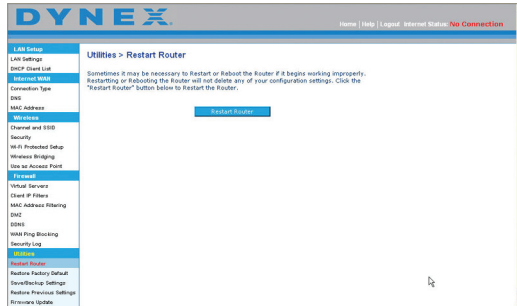 DYNEX
Home | Help | Logout Internet Status: No Connection
LAN Setup
LAN Settings
DHCP Client List
Internet WAN
Connection Type
DNS
MAC Address
Wireless
Channel and SSID
Security
Wi-Fi Protected Setup
Wireless Bridging
Use as Access Point
Firewall
Virtual Servers
Client IP Filters
MAC Address Filtering
DMZ
DDNS
WAN Ping Blocking
Security Log
Utilities
Restart Router
Restore Factory Default
Save/Backup Settings
Restore Previous Settings
Firmware Update
Utilities > Restart Router
Sometimes it may be necessary to Restart or Reboot the Router if it begins working improperly.
Restartting or Rebooting the Router will not delete any of your configuration settings. Click the
"Restart Router" button below to Restart the Router.
Restart Router